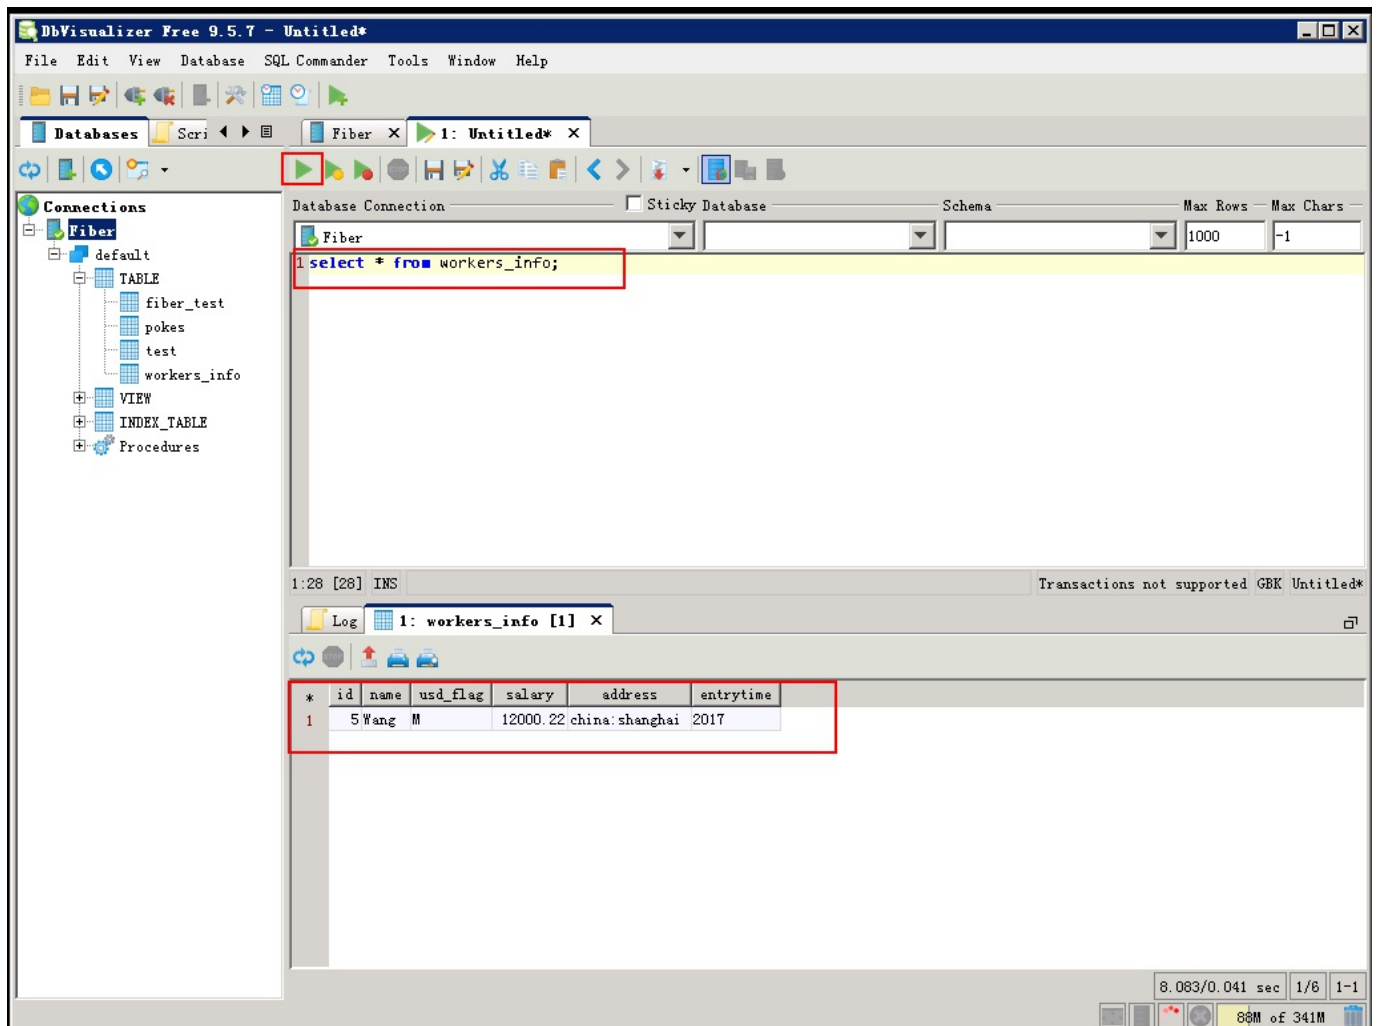 DbVisualizer Free 9.5.7 - Untitled*
File Edit View Database SQL Commander Tools Window Help
Databases Scri Fiber 1: Untitled*
Connections
Fiber
default
TABLE
fiber_test
pokes
test
workers_info
VIEW
INDEX_TABLE
Procedures
Database Connection Sticky Database Schema Max Rows Max Chars
Fiber 1000 -1
1 select * from workers_info;
1:28 [28] INS Transactions not supported GBK Untitled*
Log 1: workers_info [1]
* id name usd_flag salary address entrytime
1 5 Wang M 12000.22 china:shanghai 2017
8.083/0.041 sec 1/6 1-1
88M of 341M